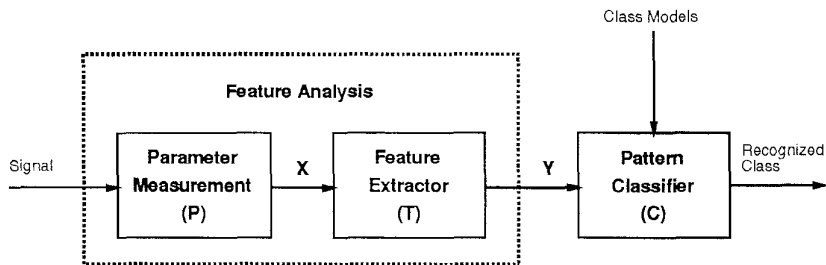 Class Models
Feature Analysis
Signal
Parameter
Measurement
(P)
X
Feature
Extractor
(T)
Y
Pattern
Classifier
(C)
Recognized
Class